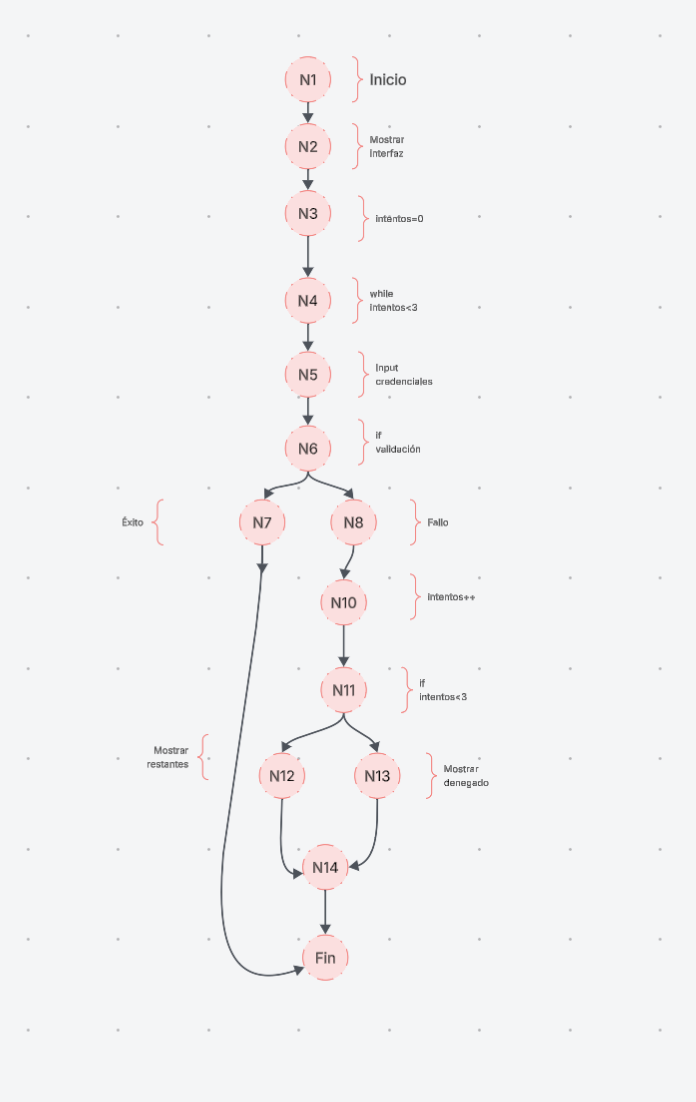 N1
Inicio
N2
Mostrar
interfaz
N3
intentos=0
N4
while
intentos<3
N5
Input
credenciales
N6
if
validación
Éxito
N7
N8
Fallo
N10
intentos++
N11
if
intentos<3
Mostrar
restantes
N12
N13
Mostrar
denegado
N14
Fin